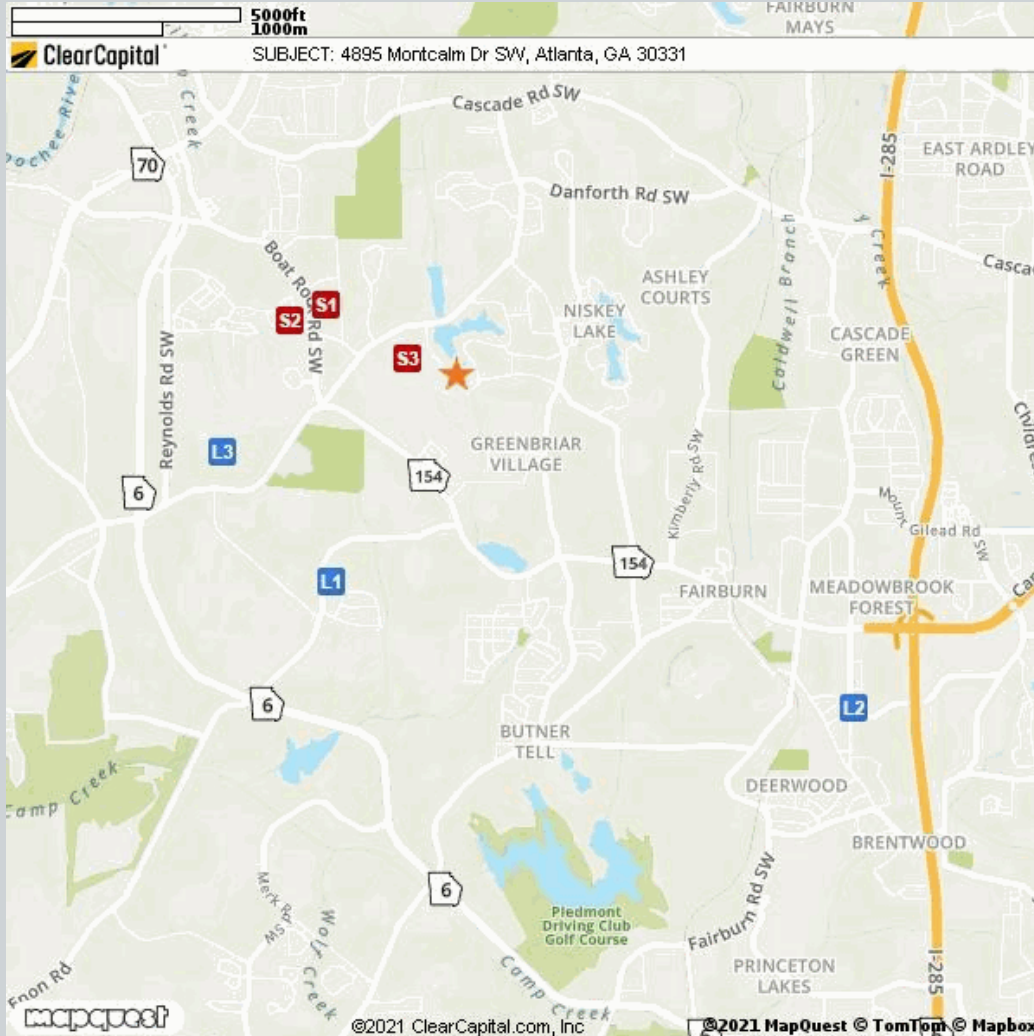 5000ft
1000m
FAIRBURN
MAYS
ClearCapital
SUBJECT: 4895 Montcalm Dr SW, Atlanta, GA 30331
Creek
Cascade Rd SW
I-285
EAST ARDLEY
ROAD
70
Danforth Rd SW
Caldwell Branch
Creek
Boat Rock Rd SW
ASHLEY
COURTS
S1
S2
NISKEY
LAKE
CASCADE
GREEN
Reynolds Rd SW
S3
GREENBRIAR
VILLAGE
L3
154
6
Kimberly Rd SW
Mount
Gilead Rd
SW
L1
154
FAIRBURN
MEADOWBROOK
FOREST
6
L2
BUTNER
TELL
Camp Creek
DEERWOOD
BRENTWOOD
6
Merk Rd
SW
Wolf Creek
Piedmont
Driving Club
Golf Course
Fairburn Rd SW
Enon Rd
Camp Creek
PRINCETON
LAKES
I-285
mapquest
©2021 ClearCapital.com, Inc
©2021 MapQuest © TomTom © Mapbox